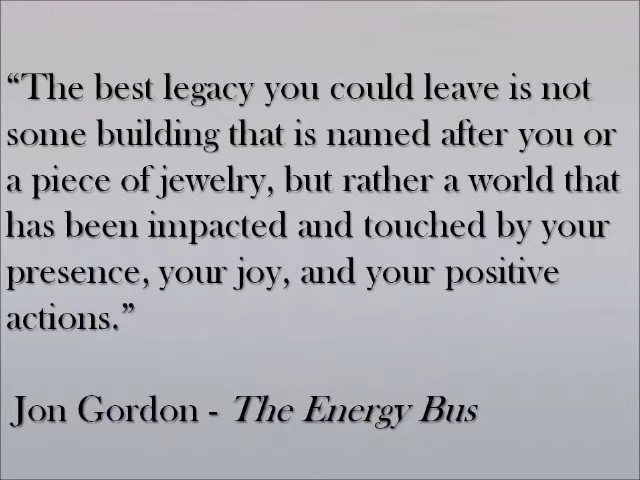 “The best legacy you could leave is not
some building that is named after you or
a piece of jewelry, but rather a world that
has been impacted and touched by your
presence, your joy, and your positive
actions.”
Jon Gordon - The Energy Bus